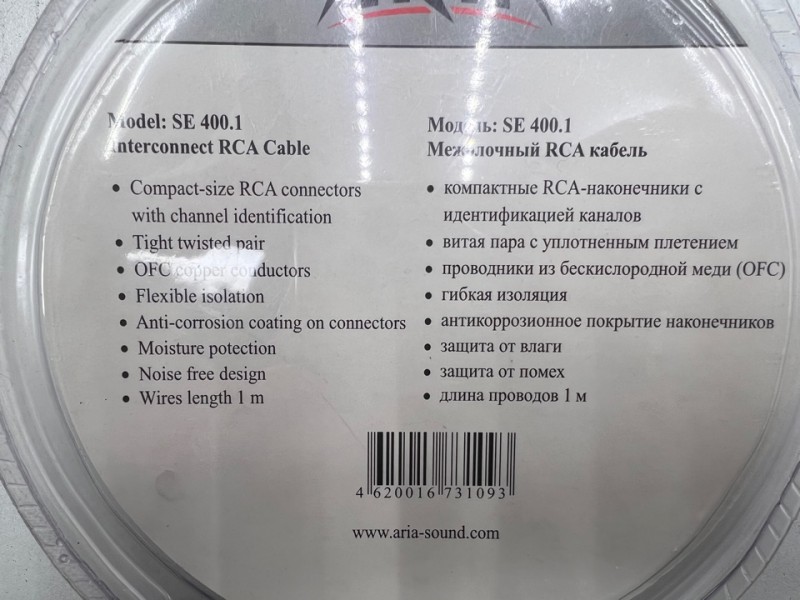 Model: SE 400.1
Interconnect RCA Cable
• Compact-size RCA connectors
with channel identification
• Tight twisted pair
• OFC copper conductors
• Flexible isolation
• Anti-corrosion coating on connectors
• Moisture potection
• Noise free design
• Wires length 1 m
Модель: SE 400.1
Межблочный RCA кабель
• компактные RCA-наконечники с
идентификацией каналов
• витая пара с уплотненным плетением
• проводники из бескислородной меди (OFC)
• гибкая изоляция
• антикоррозионное покрытие наконечников
• защита от влаги
• защита от помех
• длина проводов 1 м
4 620016 731093
www.aria-sound.com